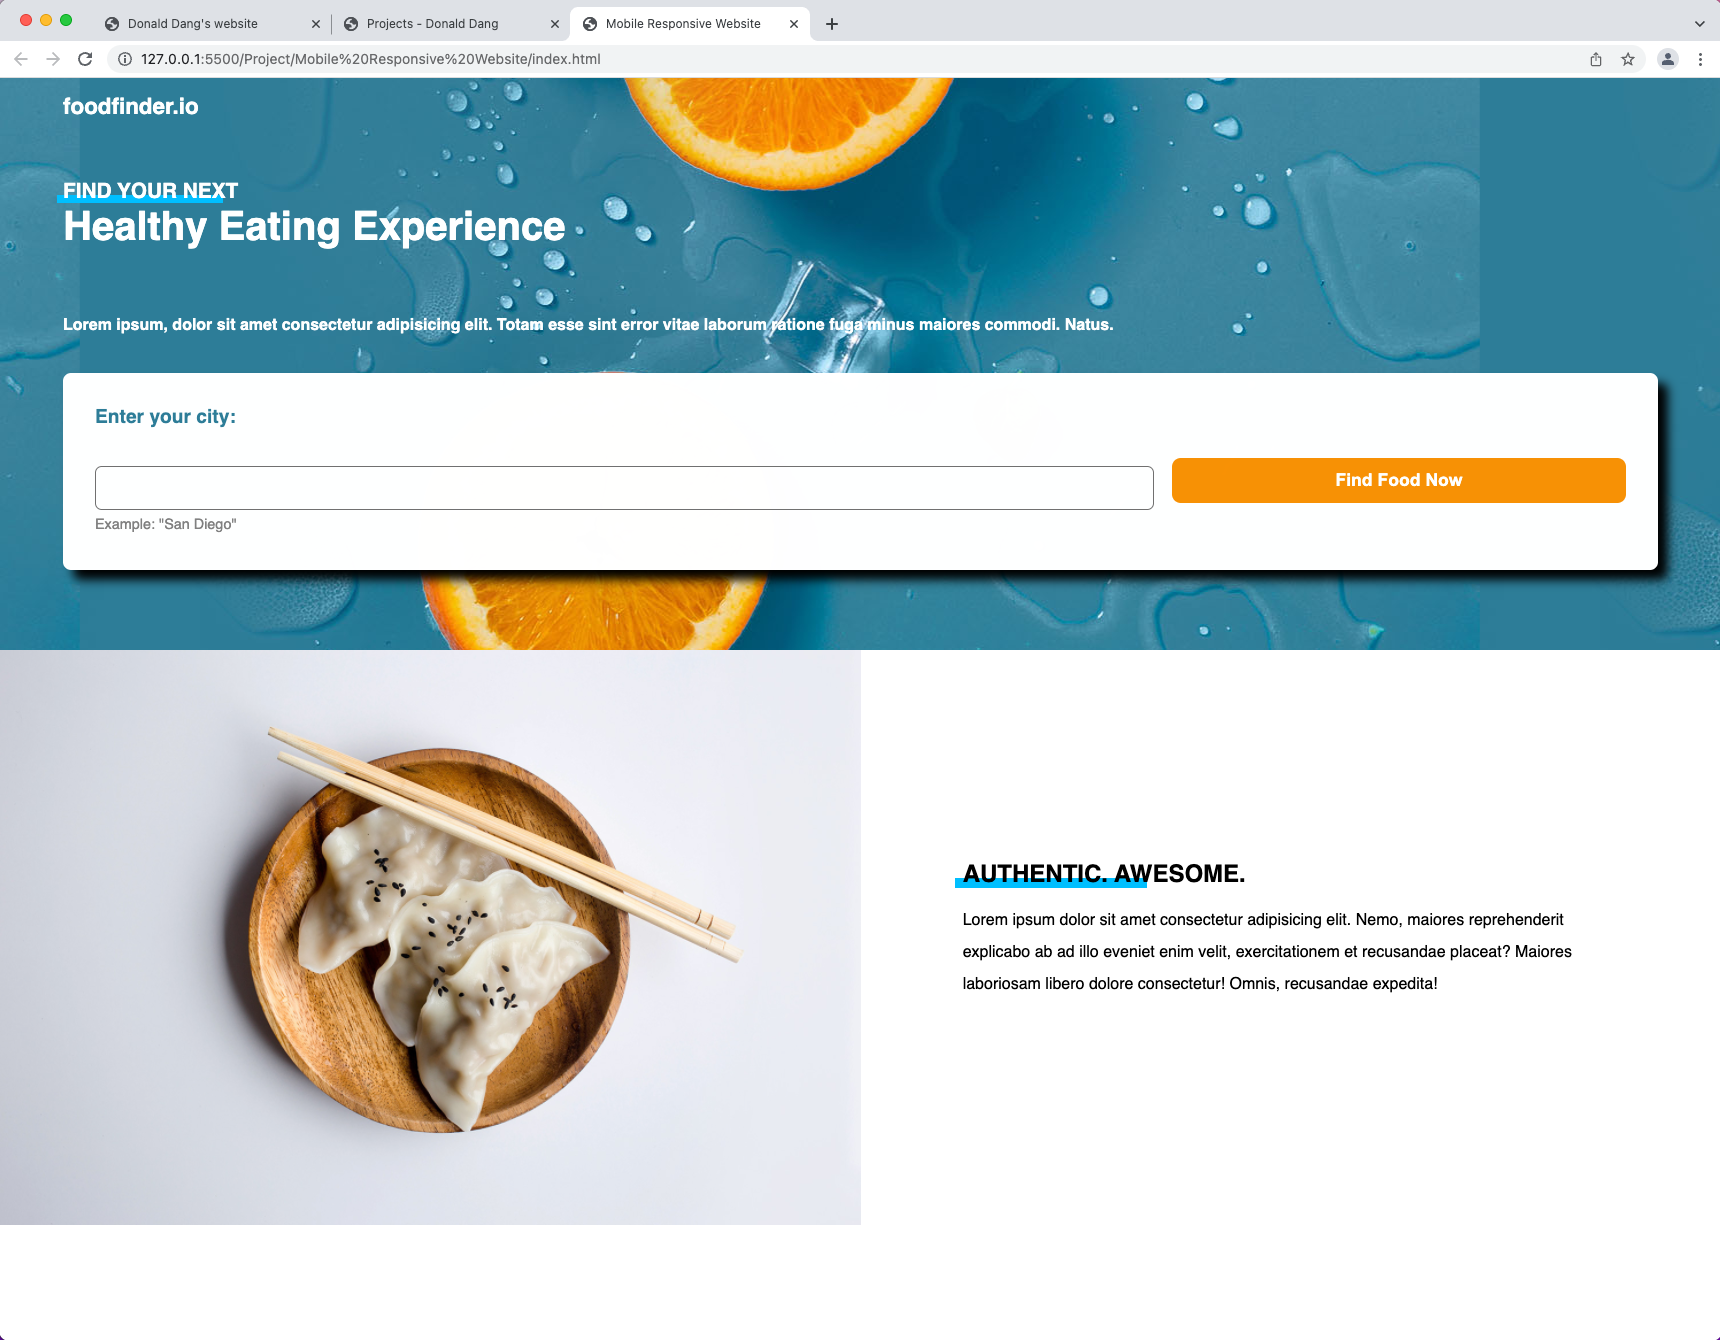 Donald Dang's website
Projects - Donald Dang
Mobile Responsive Website
127.0.0.1:5500/Project/Mobile%20Responsive%20Website/index.html
foodfinder.io
FIND YOUR NEXT
Healthy Eating Experience
Lorem ipsum, dolor sit amet consectetur adipisicing elit. Totam esse sint error vitae laborum ratione fuga minus maiores commodi. Natus.
Enter your city:
Find Food Now
Example: "San Diego"
AUTHENTIC. AWESOME.
Lorem ipsum dolor sit amet consectetur adipisicing elit. Nemo, maiores reprehenderit
explicabo ab ad illo eveniet enim velit, exercitationem et recusandae placeat? Maiores
laboriosam libero dolore consectetur! Omnis, recusandae expedita!